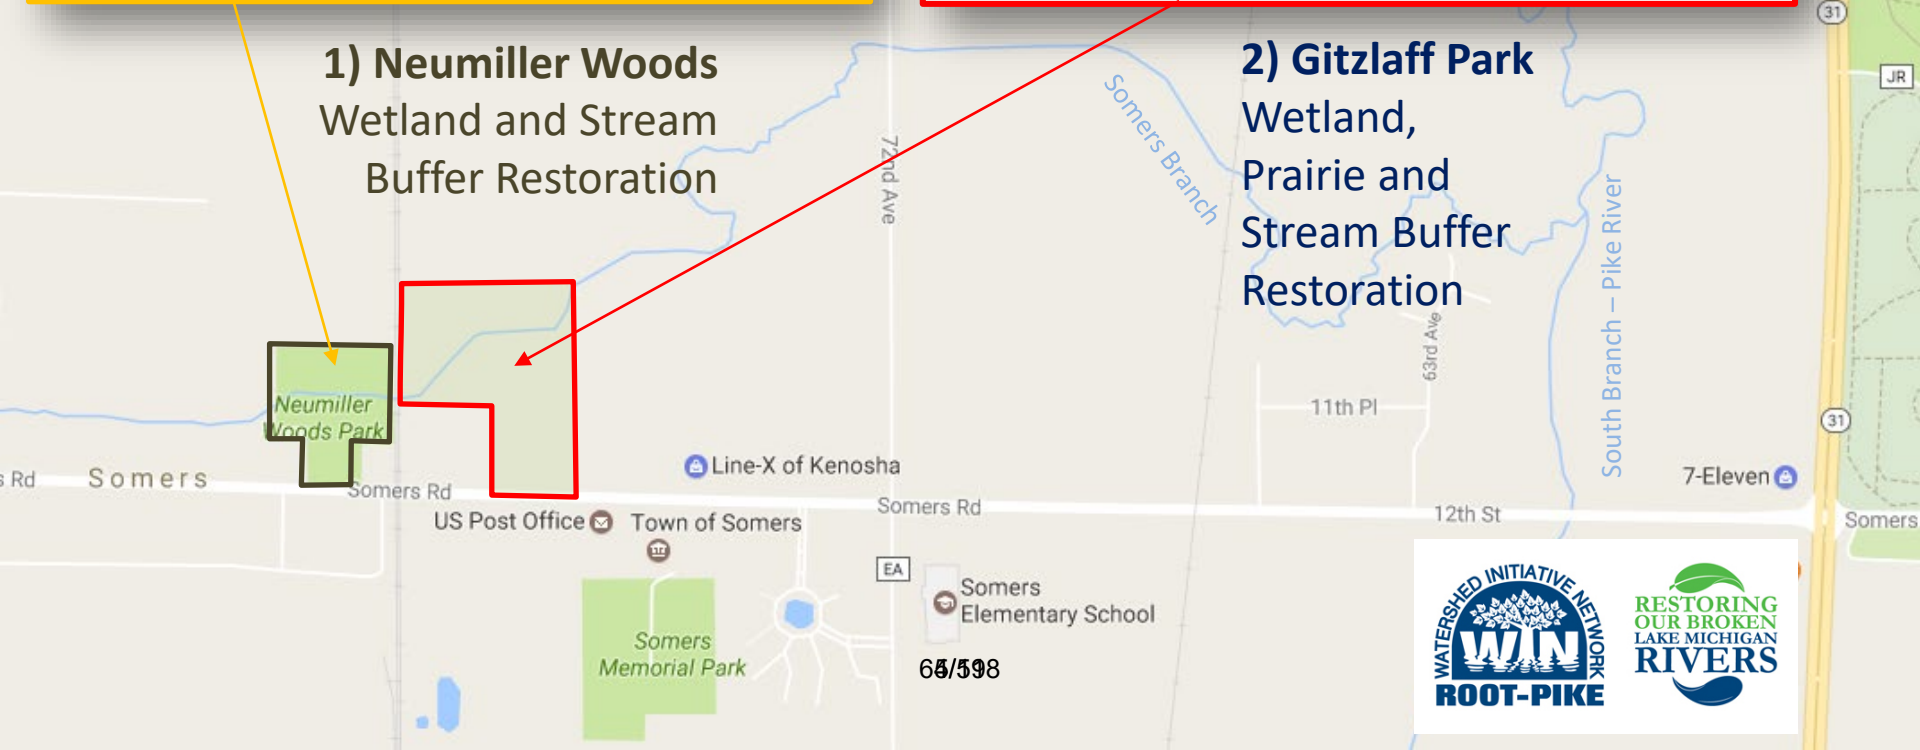 31
1) Neumiller Woods
Wetland and Stream
Buffer Restoration
2) Gitzlaff Park
Wetland,
Prairie and
Stream Buffer
Restoration
JR
Somers Branch
72nd Ave
South Branch – Pike River
63rd Ave
Neumiller
Woods Park
11th Pl
31
s Rd
Somers
Somers Rd
Line-X of Kenosha
7-Eleven
US Post Office
Town of Somers
Somers Rd
12th St
Somers
EA
Somers
Elementary School
Somers
Memorial Park
WATERSHED INITIATIVE NETWORK
WIN
ROOT-PIKE
RESTORING
OUR BROKEN
LAKE MICHIGAN
RIVERS